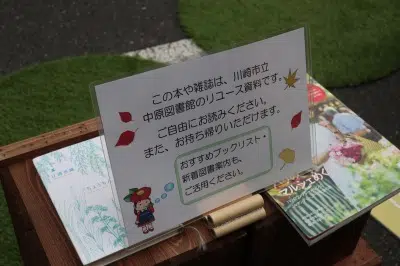 この本や雑誌は、川崎市立
中原図書館のリユース資料です。
ご自由にお読みください。
また、お持ち帰りいただけます。
おすすめブックリスト・
新着図書案内も、
ご活用ください。